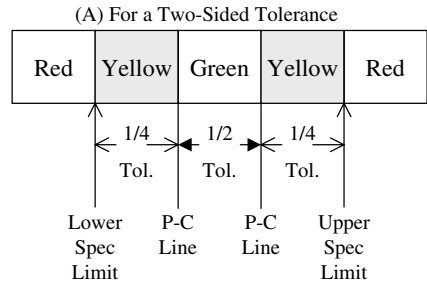 (A) For a Two-Sided Tolerance
Red Yellow Green Yellow Red
1/4 1/2 1/4
Tol. Tol. Tol.
Lower P-C P-C Upper
Spec Line Line Spec
Limit Limit